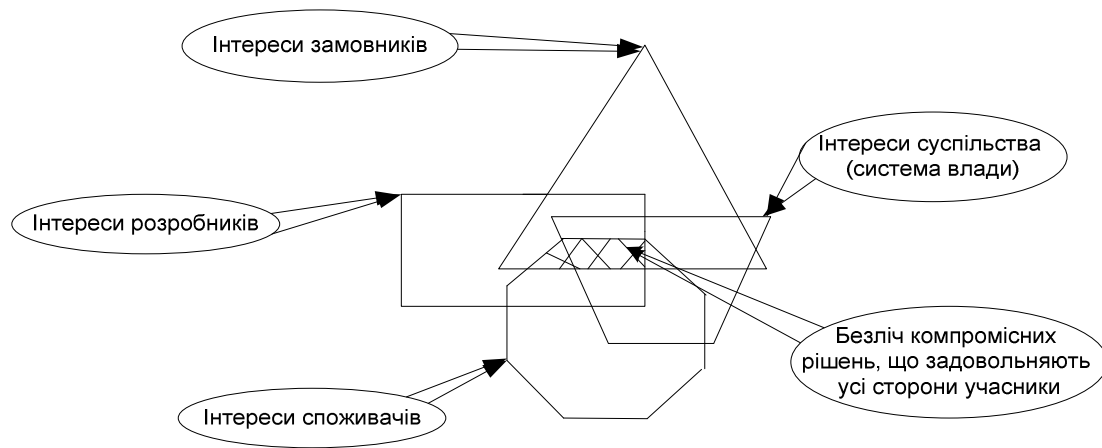 Інтереси замовників
Інтереси суспільства
(система влади)
Інтереси розробників
Безліч компромісних
рішень, що задовольняють
усі сторони учасники
Інтереси споживачів